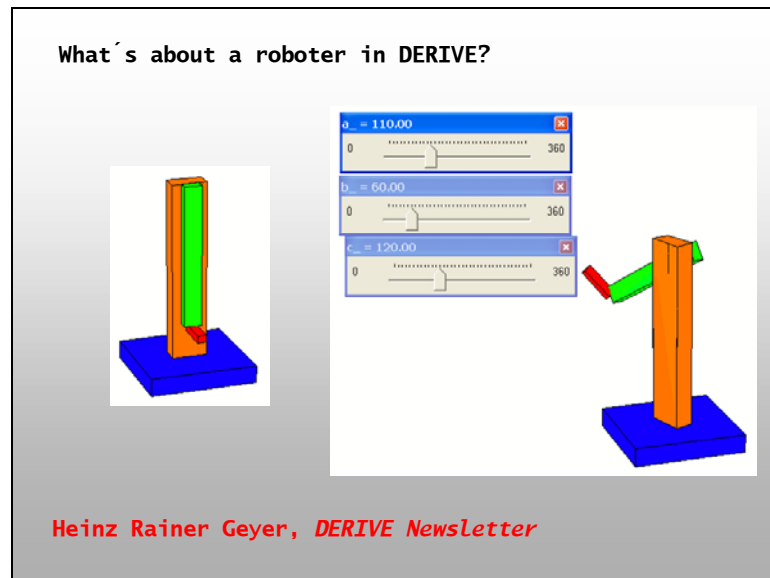 What´s about a roboter in DERIVE?
a_ = 110.00
0 360
b_ = 60.00
0 360
c_ = 120.00
0 360
Heinz Rainer Geyer, DERIVE Newsletter